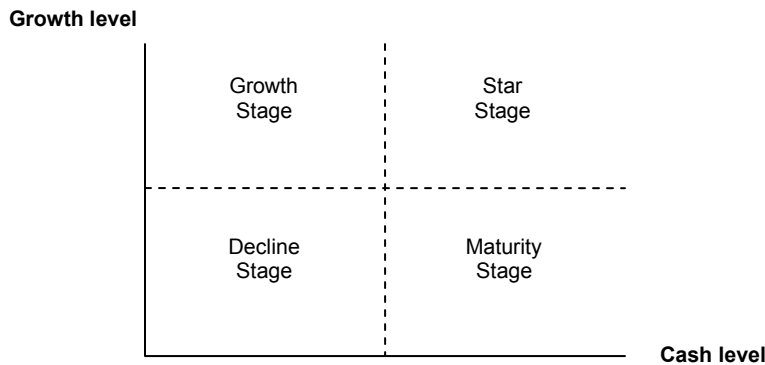 Growth level
Growth
Stage
Star
Stage
Decline
Stage
Maturity
Stage
Cash level